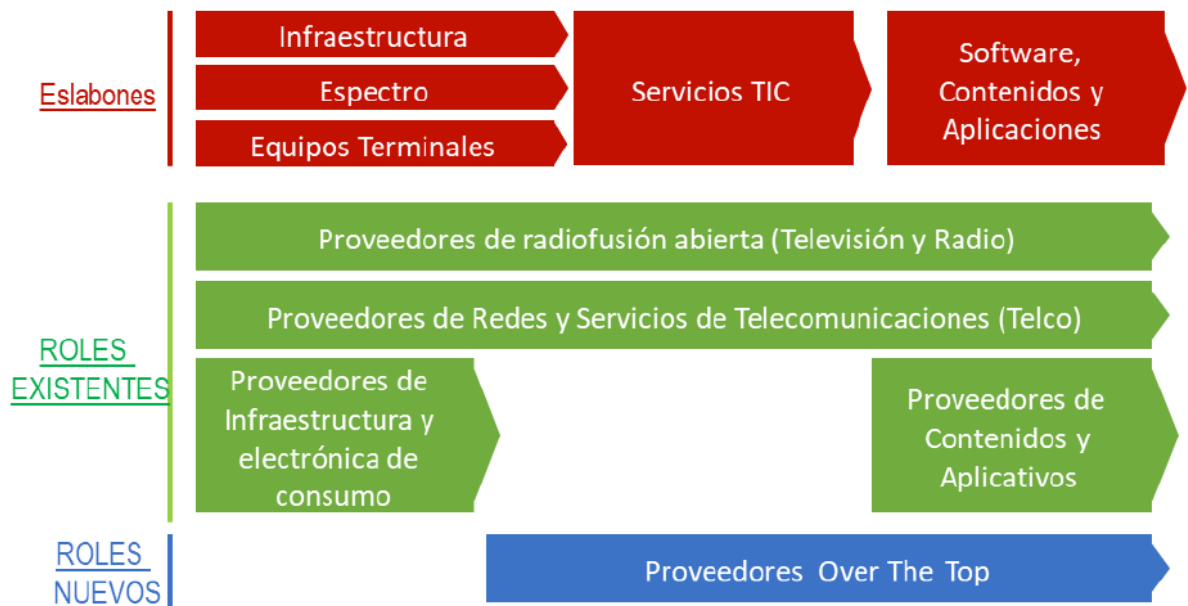 Eslabones
Infraestructura
Espectro
Equipos Terminales
Servicios TIC
Software,
Contenidos y
Aplicaciones
ROLES
EXISTENTES
Proveedores de radiofusión abierta (Televisión y Radio)
Proveedores de Redes y Servicios de Telecomunicaciones (Telco)
Proveedores de
Infraestructura y
electrónica de
consumo
Proveedores de
Contenidos y
Aplicativos
ROLES
NUEVOS
Proveedores Over The Top